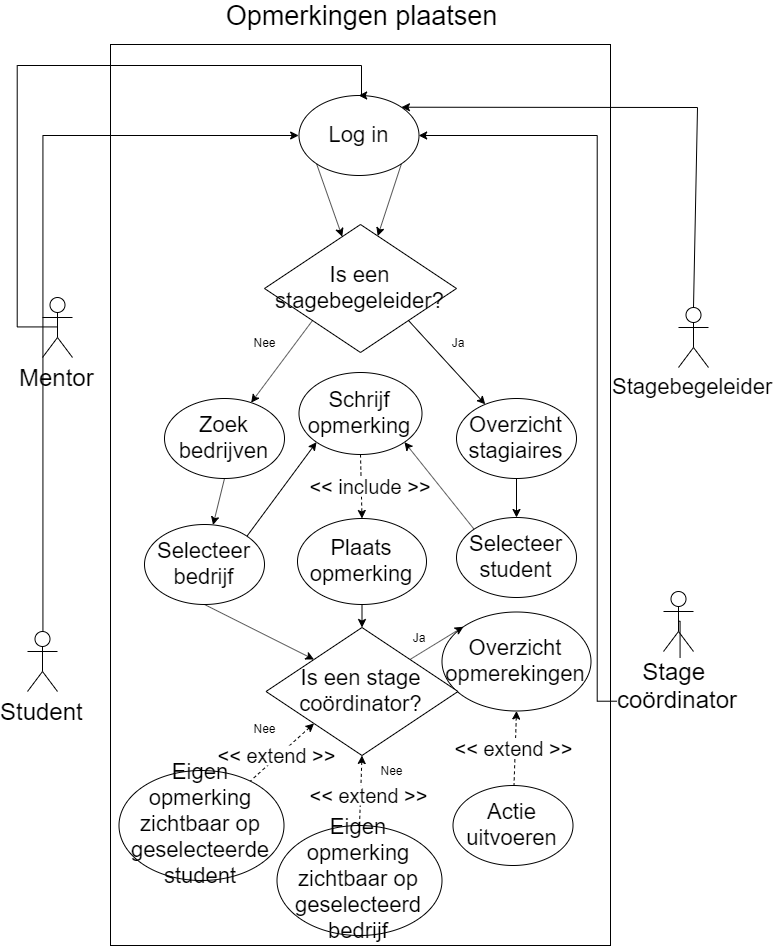 Opmerkingen plaatsen
Log in
Is een
stagebegeleider?
Nee
Ja
Mentor
Stagebegeleider
Zoek
bedrijven
Schrijf
opmerking
Overzicht
stagiaires
<< include >>
Selecteer
bedrijf
Plaats
opmerking
Selecteer
student
Ja
Is een stage
coördinator?
Overzicht
opmerekingen
Student
Stage
coördinator
Nee
<< extend >>
<< extend >>
Nee
<< extend >>
Eigen
opmerking
zichtbaar op
geselecteerde
student
Eigen
opmerking
zichtbaar op
geselecteerd
bedrijf
Actie
uitvoeren